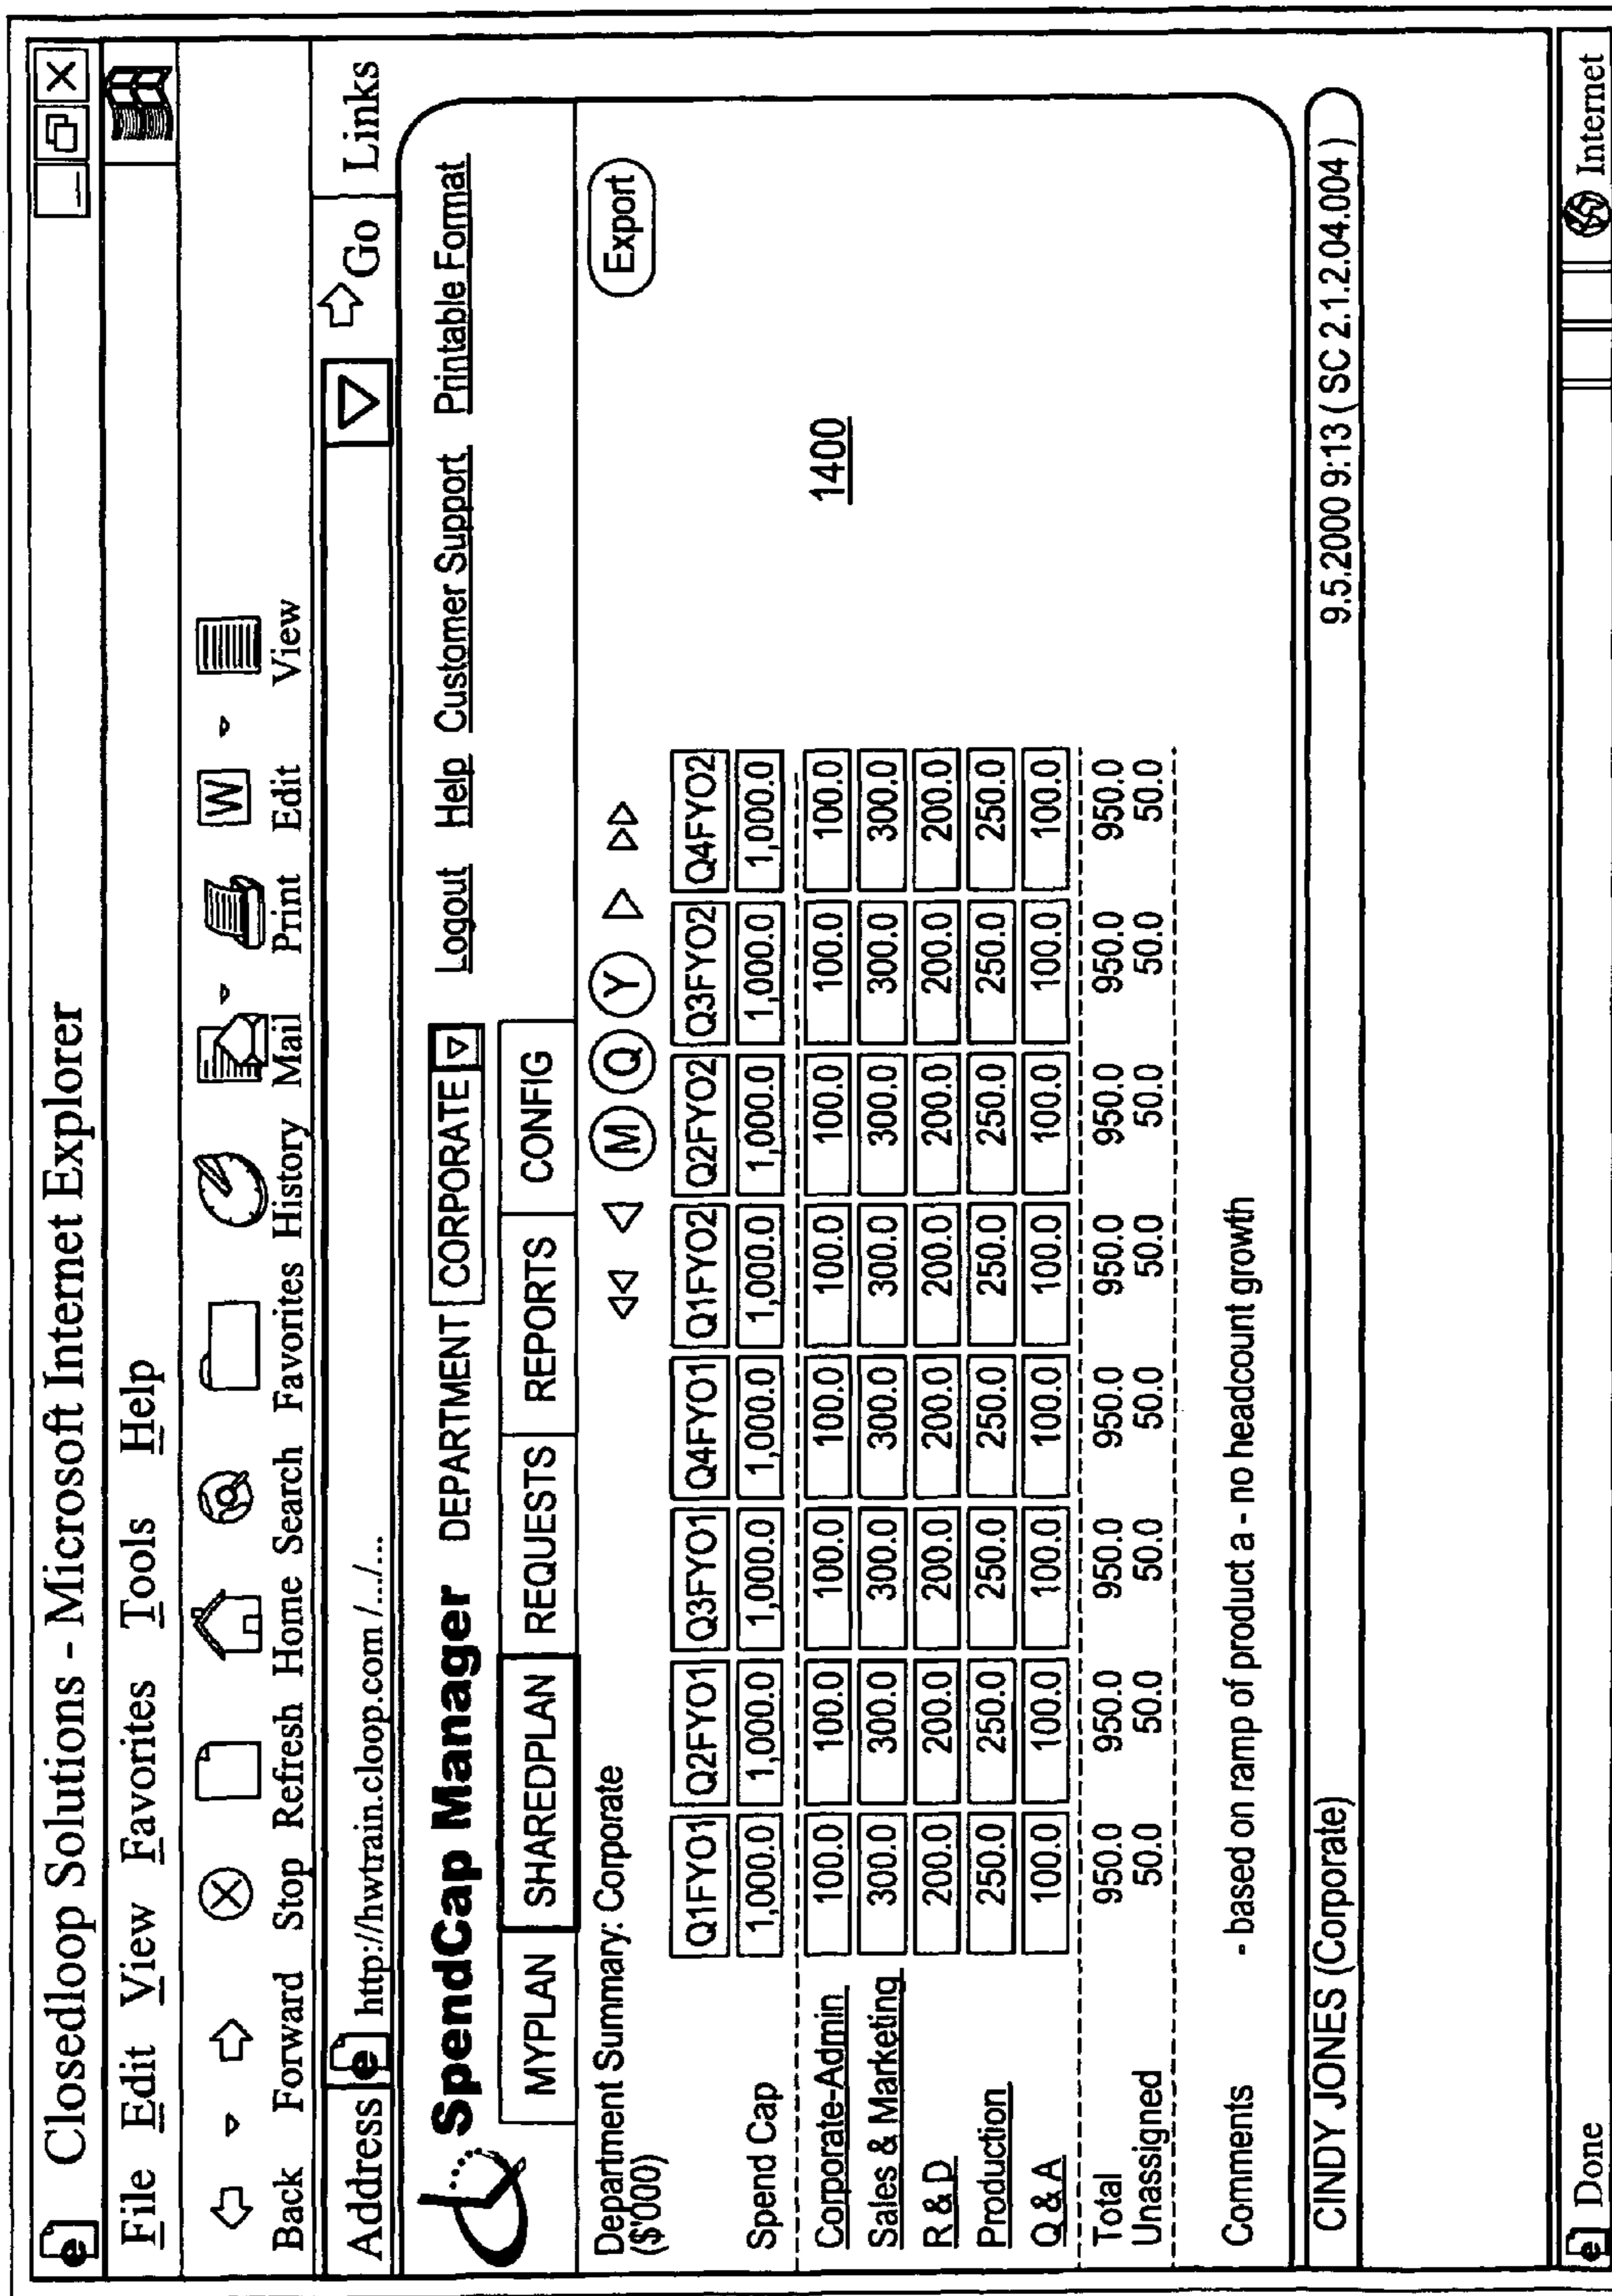 Closedloop Solutions - Microsoft Internet Explorer
File Edit View Favorites Tools Help
Back Forward Stop Refresh Home Search Favorites History Mail Print Edit View
Address http://hwtrain.cloop.com /.../... Go Links
SpendCap Manager DEPARTMENT CORPORATE Logout Help Customer Support Printable Format
MYPLAN SHAREDPLAN REQUESTS REPORTS CONFIG
Department Summary: Corporate M Q Y Export
($'000)
Q1FYO1 Q2FYO1 Q3FYO1 Q4FYO1 Q1FYO2 Q2FYO2 Q3FYO2 Q4FYO2
Spend Cap 1,000.0 1,000.0 1,000.0 1,000.0 1,000.0 1,000.0 1,000.0 1,000.0
Corporate-Admin 100.0 100.0 100.0 100.0 100.0 100.0 100.0 100.0 1400
Sales & Marketing 300.0 300.0 300.0 300.0 300.0 300.0 300.0 300.0
R & D 200.0 200.0 200.0 200.0 200.0 200.0 200.0 200.0
Production 250.0 250.0 250.0 250.0 250.0 250.0 250.0 250.0
Q & A 100.0 100.0 100.0 100.0 100.0 100.0 100.0 100.0
Total 950.0 950.0 950.0 950.0 950.0 950.0 950.0 950.0
Unassigned 50.0 50.0 50.0 50.0 50.0 50.0 50.0 50.0
Comments - based on ramp of product a - no headcount growth
CINDY JONES (Corporate) 9.5.2000 9:13 ( SC 2.1.2.04.004 )
Done Internet